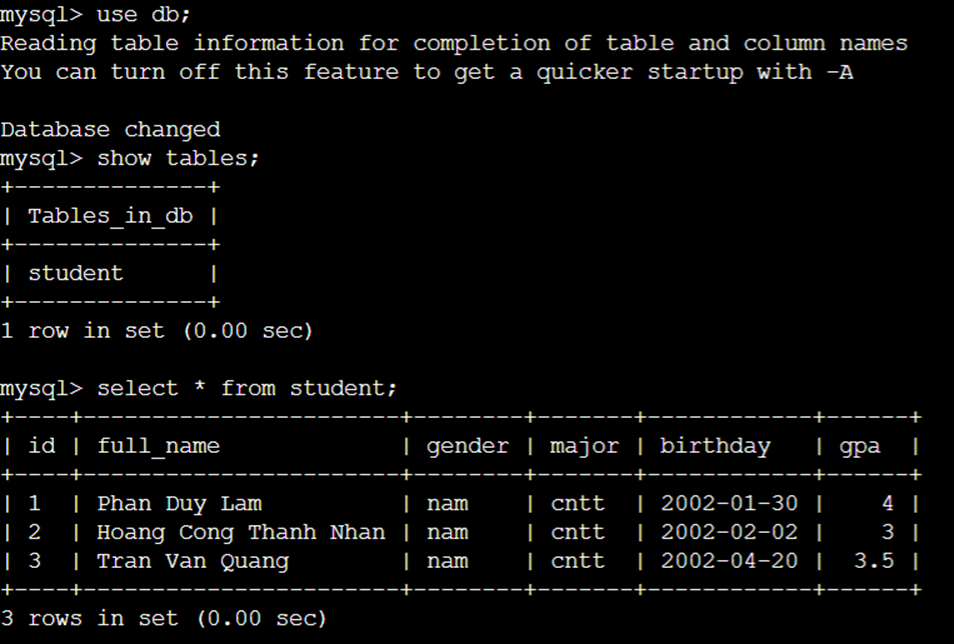 mysql> use db;
Reading table information for completion of table and column names
You can turn off this feature to get a quicker startup with -A

Database changed
mysql> show tables;
+--------------+
| Tables_in_db |
+--------------+
| student      |
+--------------+
1 row in set (0.00 sec)

mysql> select * from student;
+----+-----------------------+--------+-------+------------+------+
| id | full_name             | gender | major | birthday   | gpa  |
+----+-----------------------+--------+-------+------------+------+
| 1  | Phan Duy Lam          | nam    | cntt  | 2002-01-30 |    4 |
| 2  | Hoang Cong Thanh Nhan | nam    | cntt  | 2002-02-02 |    3 |
| 3  | Tran Van Quang        | nam    | cntt  | 2002-04-20 |  3.5 |
+----+-----------------------+--------+-------+------------+------+
3 rows in set (0.00 sec)